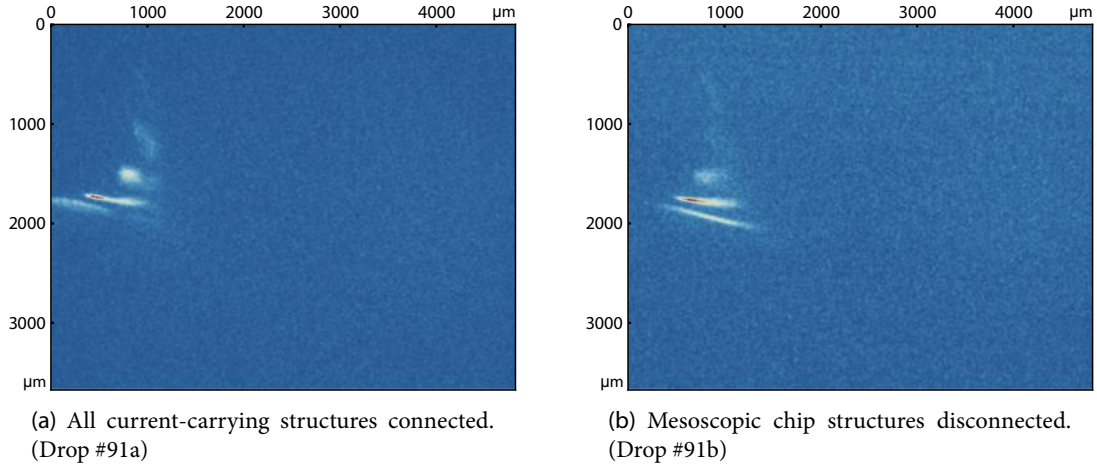 0 1000 2000 3000 4000 µm
0
1000
2000
3000
µm
(a) All current-carrying structures connected.
(Drop #91a)
0 1000 2000 3000 4000 µm
0
1000
2000
3000
µm
(b) Mesoscopic chip structures disconnected.
(Drop #91b)